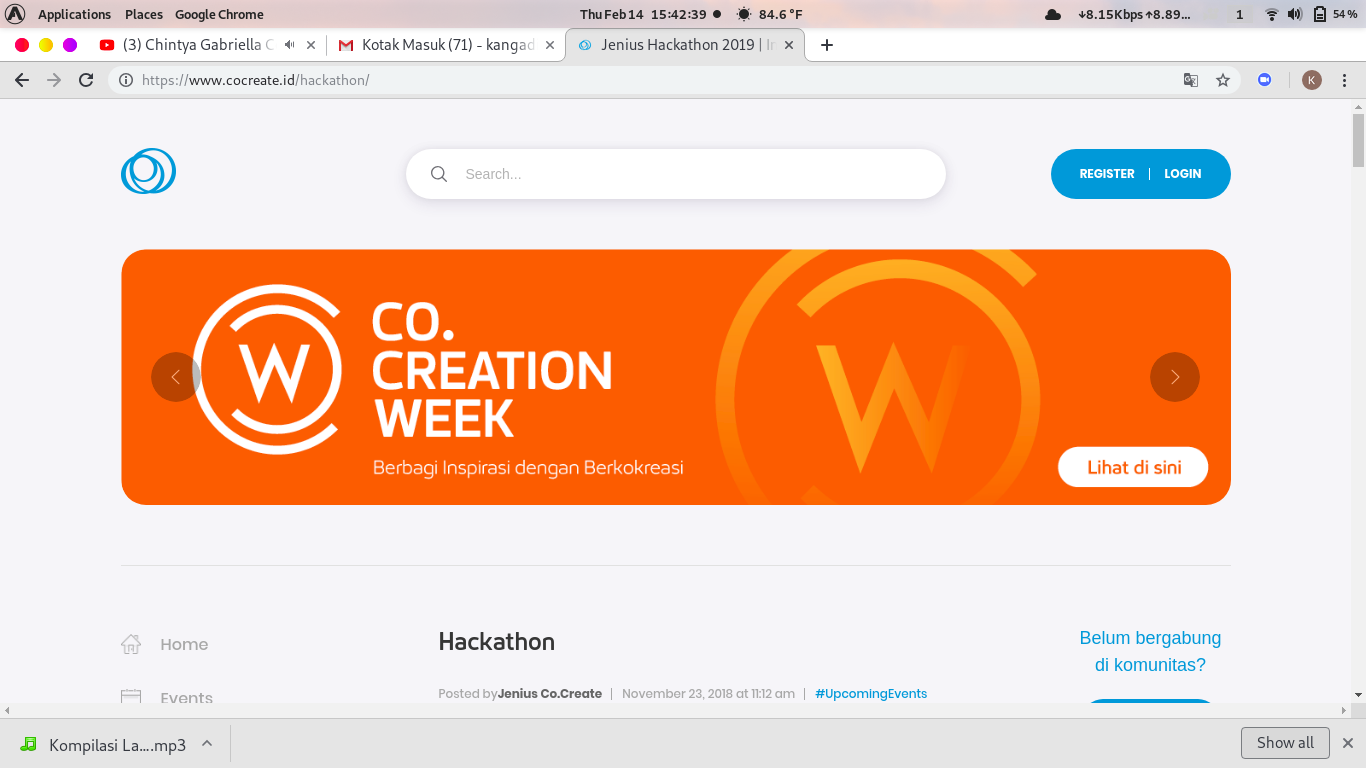 Applications Places Google Chrome Thu Feb 14 15:42:39 84.6 °F ↓8.15Kbps ↑8.89... 1 54 %
(3) Chintya Gabriella Kotak Masuk (71) - kangad Jenius Hackathon 2019 |
https://www.cocreate.id/hackathon/ K
Search...
REGISTER | LOGIN
CO.
CREATION
WEEK
Berbagi Inspirasi dengan Berkokreasi
Lihat di sini
W
W
Home
Events
Hackathon
Posted byJenius Co.Create | November 23, 2018 at 11:12 am | #UpcomingEvents
Belum bergabung
di komunitas?
Kompilasi La....mp3
Show all